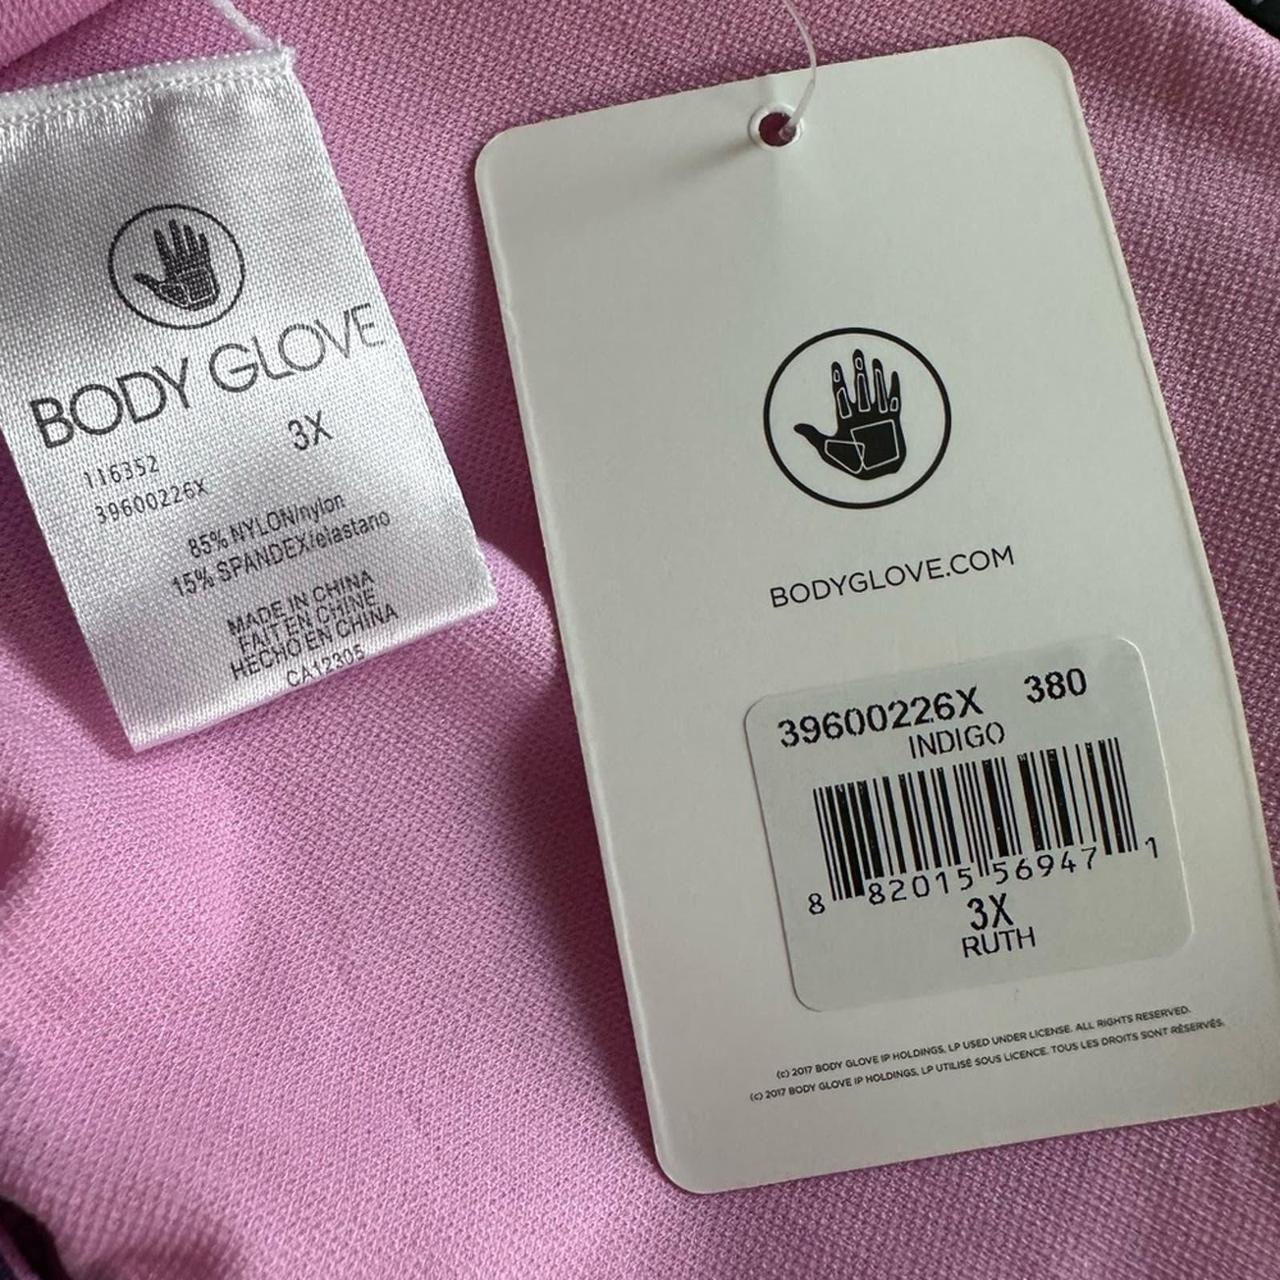 BODY GLOVE
3X
116352
39600226X
85% NYLON/nylon
15% SPANDEX/elastano
MADE IN CHINA
FAIT EN CHINE
HECHO EN CHINA
CA12305
BODYGLOVE.COM
39600226X 380
INDIGO
8 82015 56947 1
3X
RUTH
(c) 2017 BODY GLOVE IP HOLDINGS, LP USED UNDER LICENSE. ALL RIGHTS RESERVED.
(c) 2017 BODY GLOVE IP HOLDINGS, LP UTILISÉ SOUS LICENCE. TOUS LES DROITS SONT RÉSERVÉS.